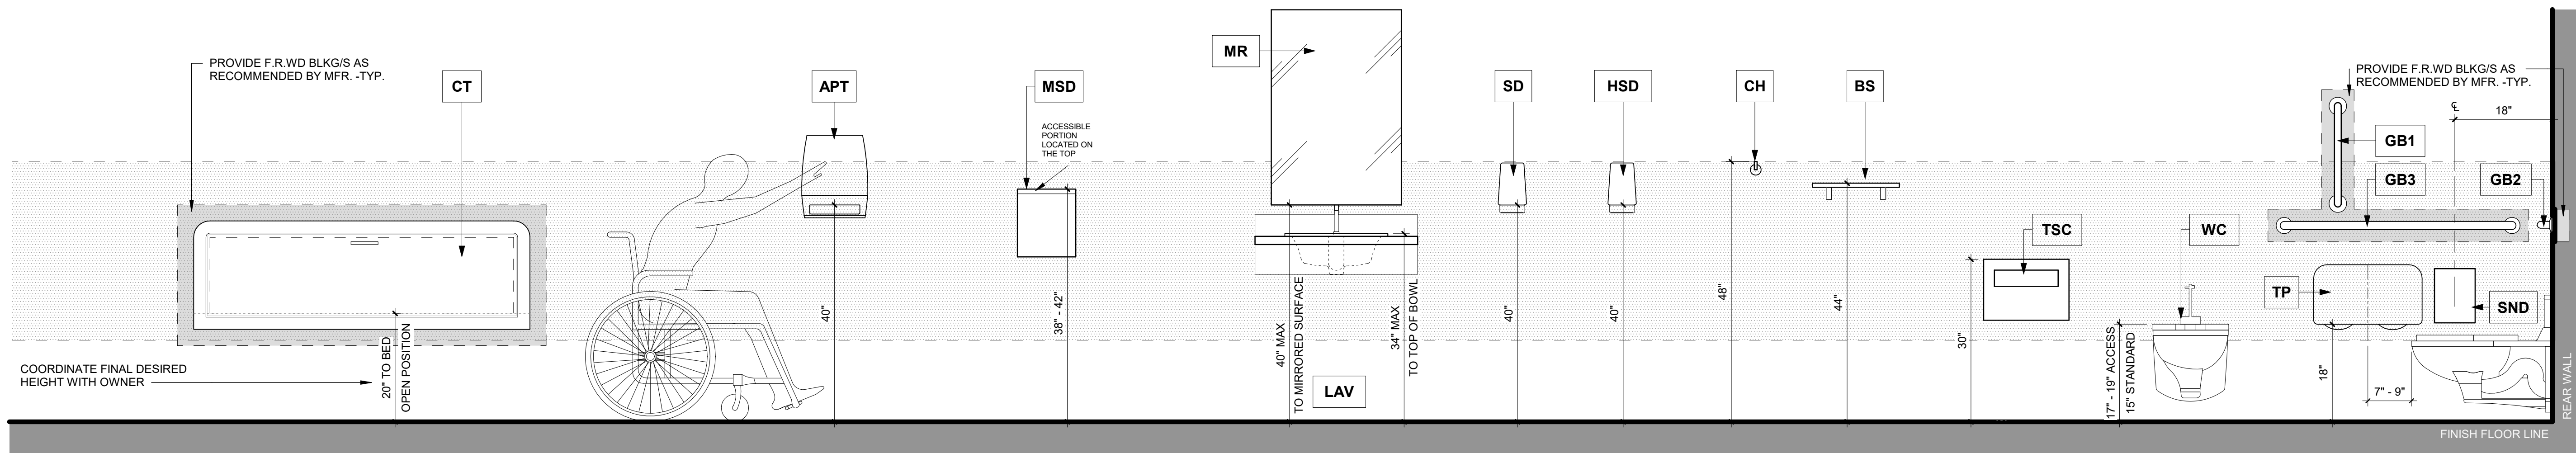 PROVIDE F.R.WD BLKG/S AS
RECOMMENDED BY MFR. -TYP.
CT
COORDINATE FINAL DESIRED
HEIGHT WITH OWNER
20" TO BED
OPEN POSITION
APT
40"
MSD
ACCESSIBLE
PORTION
LOCATED ON
THE TOP
38" - 42"
MR
40" MAX
TO MIRRORED SURFACE
LAV
34" MAX
TO TOP OF BOWL
SD
40"
HSD
40"
CH
48"
BS
44"
TSC
30"
WC
17" - 19" ACCESS
15" STANDARD
PROVIDE F.R.WD BLKG/S AS
RECOMMENDED BY MFR. -TYP.
℄
18"
GB1
GB3
GB2
TP
SND
18"
7" - 9"
REAR WALL
FINISH FLOOR LINE